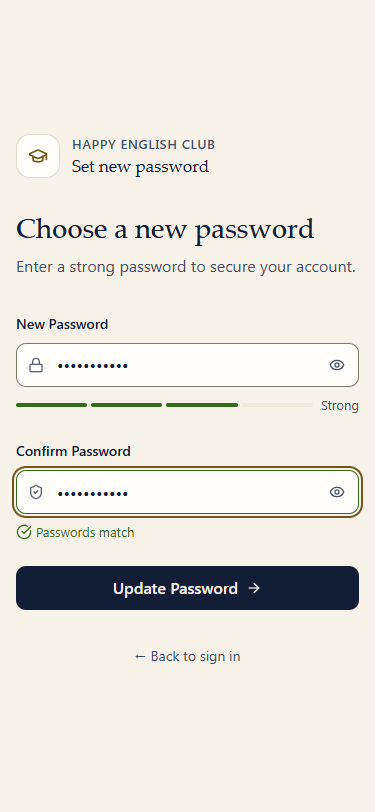 HAPPY ENGLISH CLUB
Set new password
Choose a new password
Enter a strong password to secure your account.
New Password
•••••••••••
Strong
Confirm Password
•••••••••••
Passwords match
Update Password →
← Back to sign in